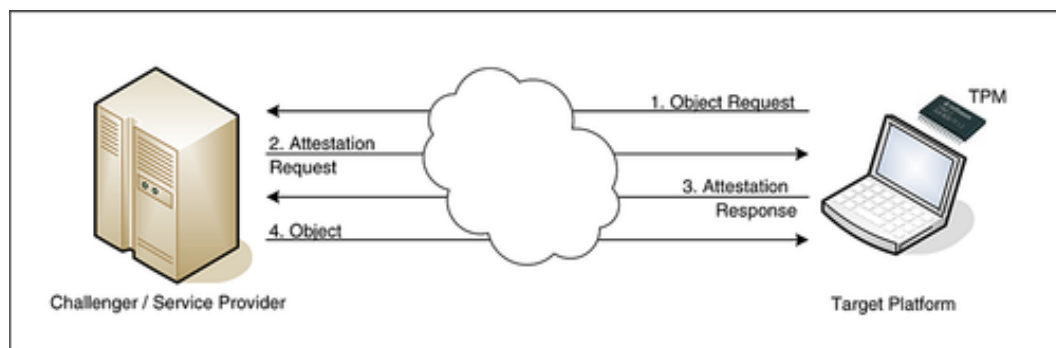 1. Object Request
TPM
2. Attestation
Request
3. Attestation
Response
4. Object
Challenger / Service Provider
Target Platform